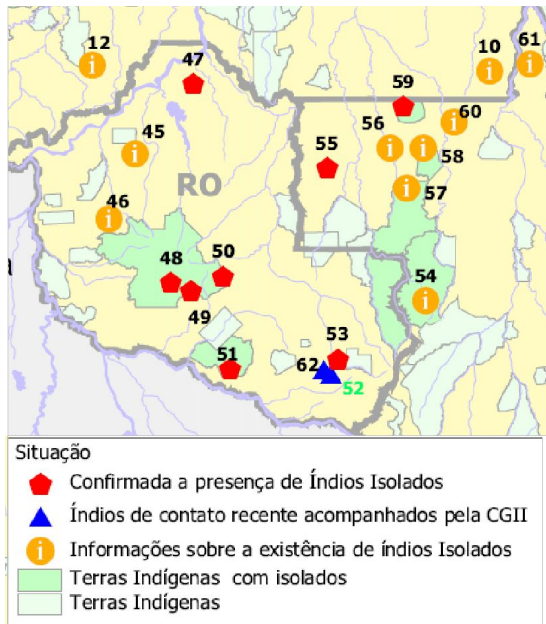 12
47
10
61
59
60
45
56
55
58
RO
57
46
48
50
54
49
53
51
62
52
a
Situação
Confirmada a presença de Índios Isolados
Índios de contato recente acompanhados pela CGII
i Informações sobre a existência de índios Isolados
Terras Indígenas com isolados
Terras Indígenas